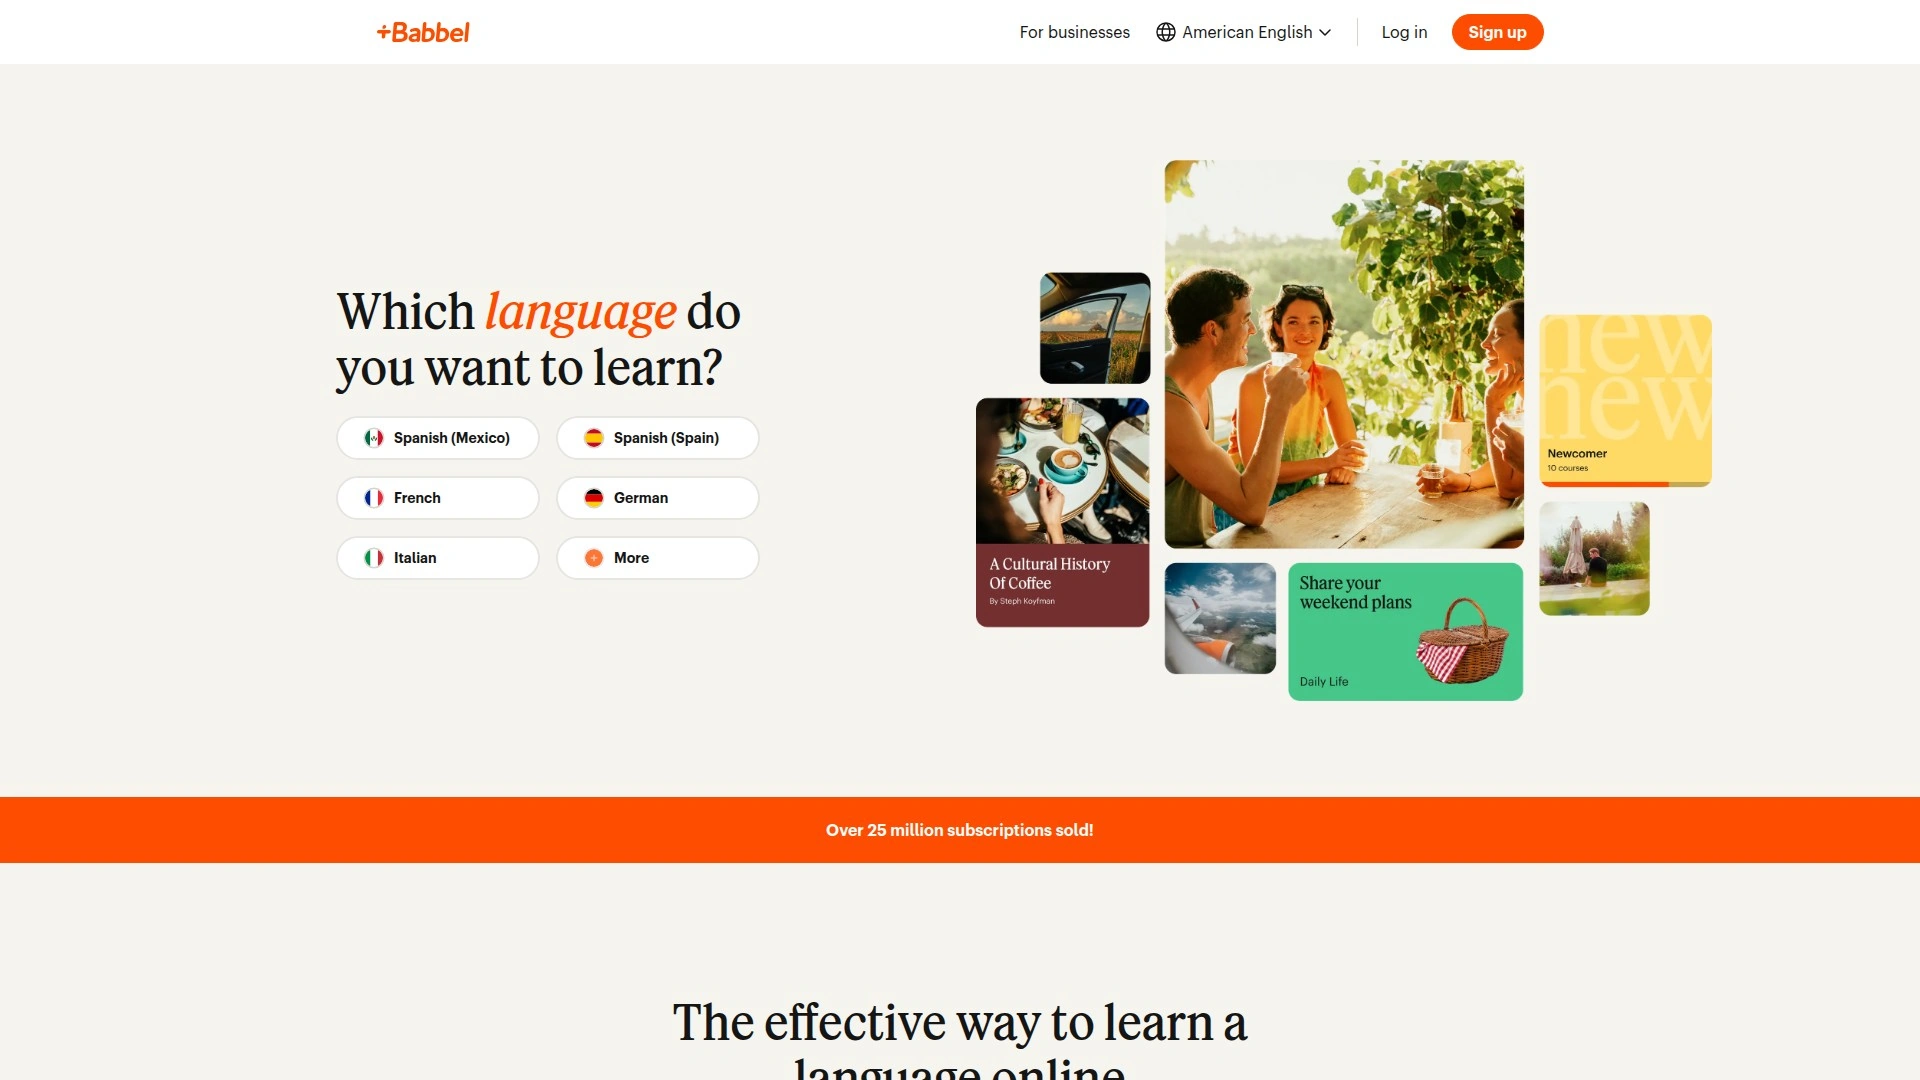 +Babbel
For businesses
American English
Log in
Sign up
Which language do
you want to learn?
Spanish (Mexico)
Spanish (Spain)
French
German
Italian
More
A Cultural History
Of Coffee
By Steph Koyfman
new
new
Newcomer
10 courses
Share your
weekend plans
Daily Life
Over 25 million subscriptions sold!
The effective way to learn a
language online